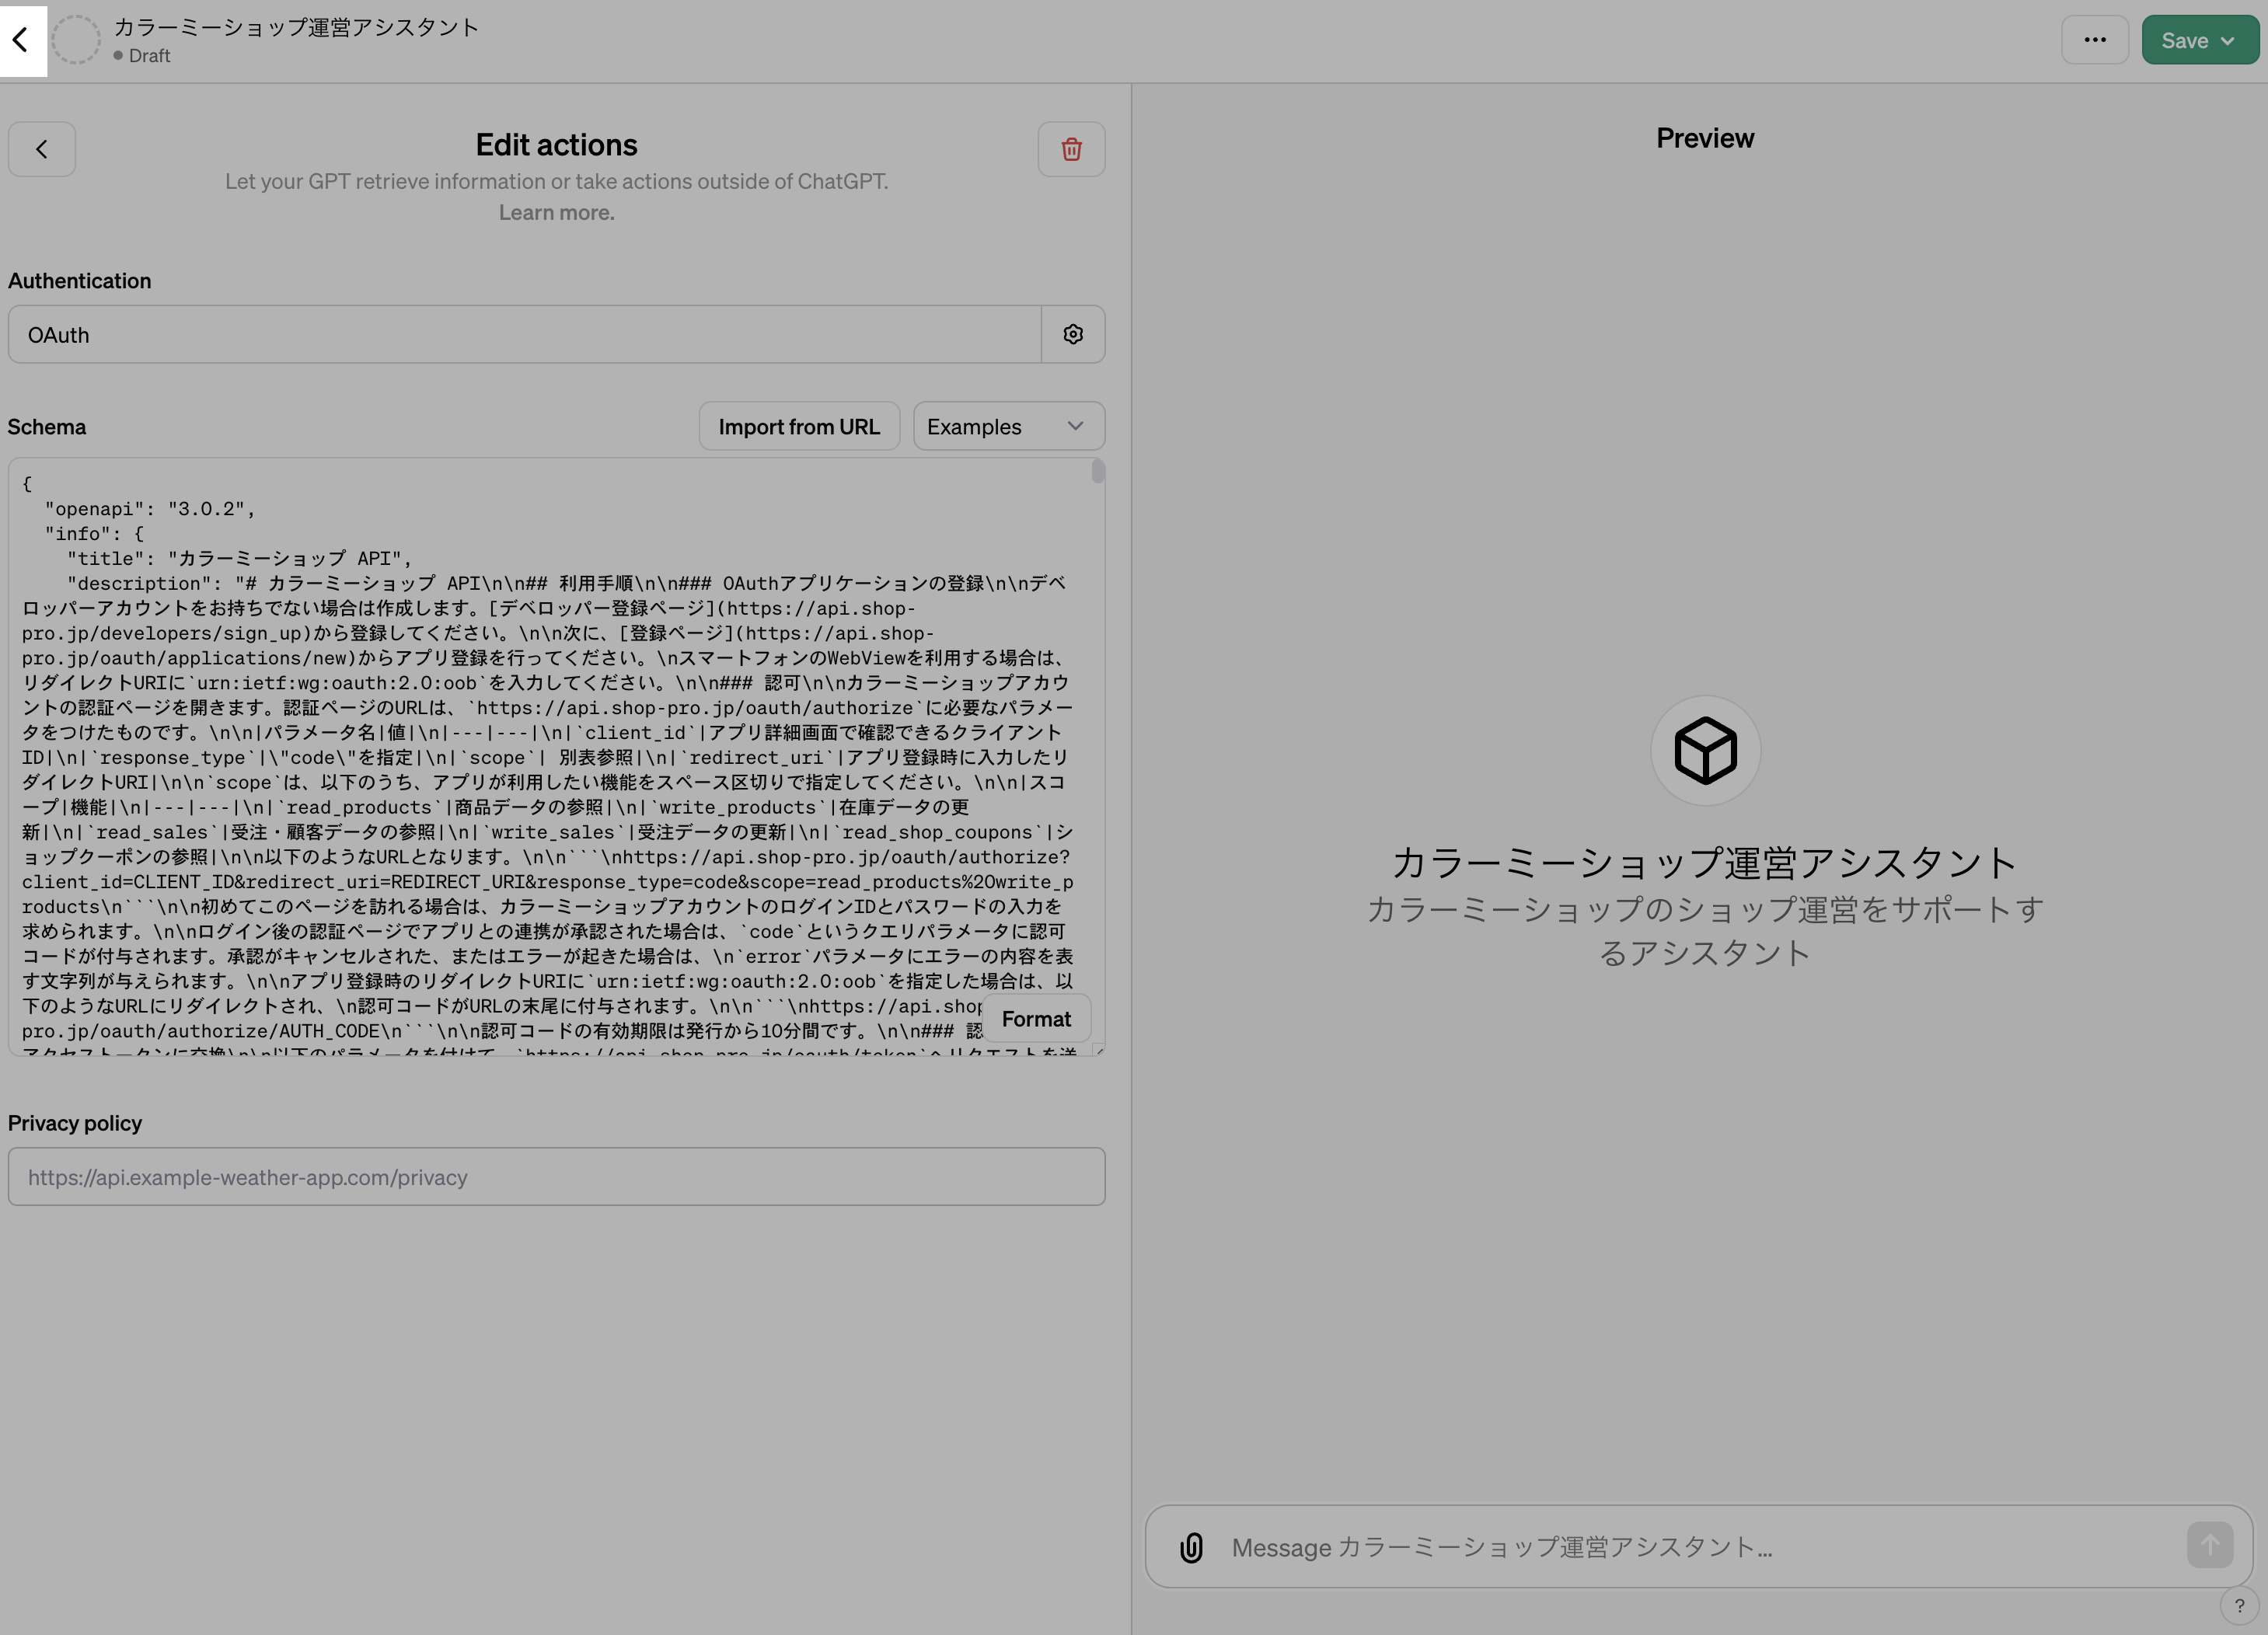 カラーミーショップ運営アシスタント
Draft
Save
Edit actions
Let your GPT retrieve information or take actions outside of ChatGPT.
Learn more.
Authentication
OAuth
Schema
Import from URL
Examples
{
"openapi": "3.0.2",
"info": {
"title": "カラーミーショップ API",
"description": "# カラーミーショップ API\n\n## 利用手順\n\n### OAuthアプリケーションの登録\n\nデベ
ロッパーアカウントをお持ちでない場合は作成します。[デベロッパー登録ページ](https://api.shop-
pro.jp/developers/sign_up)から登録してください。\n\n次に、[登録ページ](https://api.shop-
pro.jp/oauth/applications/new)からアプリ登録を行ってください。\nスマートフォンのWebViewを利用する場合は、
リダイレクトURIに`urn:ietf:wg:oauth:2.0:oob`を入力してください。\n\n### 認可\n\nカラーミーショップアカウ
ントの認証ページを開きます。認証ページのURLは、`https://api.shop-pro.jp/oauth/authorize`に必要なパラメー
タをつけたものです。\n\n|パラメータ名|値|\n|---|---|\n|`client_id`|アプリ詳細画面で確認できるクライアント
ID|\n|`response_type`|\"code\"を指定|\n|`scope`| 別表参照|\n|`redirect_uri`|アプリ登録時に入力したリ
ダイレクトURI|\n\n`scope`は、以下のうち、アプリが利用したい機能をスペース区切りで指定してください。\n\n|スコ
ープ|機能|\n|---|---|\n|`read_products`|商品データの参照|\n|`write_products`|在庫データの更
新|\n|`read_sales`|受注・顧客データの参照|\n|`write_sales`|受注データの更新|\n|`read_shop_coupons`|シ
ョップクーポンの参照|\n\n以下のようなURLとなります。\n\n```\nhttps://api.shop-pro.jp/oauth/authorize?
client_id=CLIENT_ID&redirect_uri=REDIRECT_URI&response_type=code&scope=read_products%20write_p
roducts\n```\n\n初めてこのページを訪れる場合は、カラーミーショップアカウントのログインIDとパスワードの入力を
求められます。\n\nログイン後の認証ページでアプリとの連携が承認された場合は、`code`というクエリパラメータに認可
コードが付与されます。承認がキャンセルされた、またはエラーが起きた場合は、\n`error`パラメータにエラーの内容を表
す文字列が与えられます。\n\nアプリ登録時のリダイレクトURIに`urn:ietf:wg:oauth:2.0:oob`を指定した場合は、以
下のようなURLにリダイレクトされ、\n認可コードがURLの末尾に付与されます。\n\n```\nhttps://api.shop
pro.jp/oauth/authorize/AUTH_CODE\n```\n\n認可コードの有効期限は発行から10分間です。\n\n### 認
アクセストークンに交換\n\n以下のパラメータを付けて、`https://api.shop-pro.jp/oauth/token`へリクエストを送
Format
Privacy policy
https://api.example-weather-app.com/privacy
Preview
カラーミーショップ運営アシスタント
カラーミーショップのショップ運営をサポートす
るアシスタント
Message カラーミーショップ運営アシスタント…
?